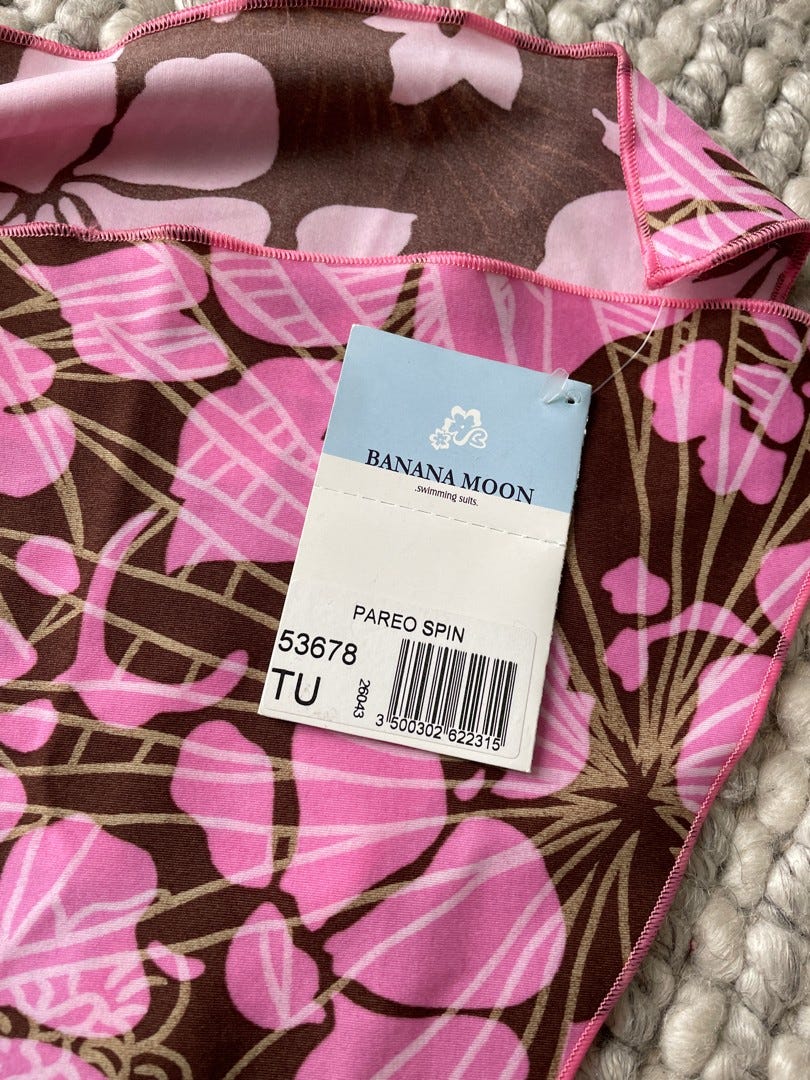 BANANA MOON
.swimming suits.
PAREO SPIN
53678
TU
26043
3 500302 622315